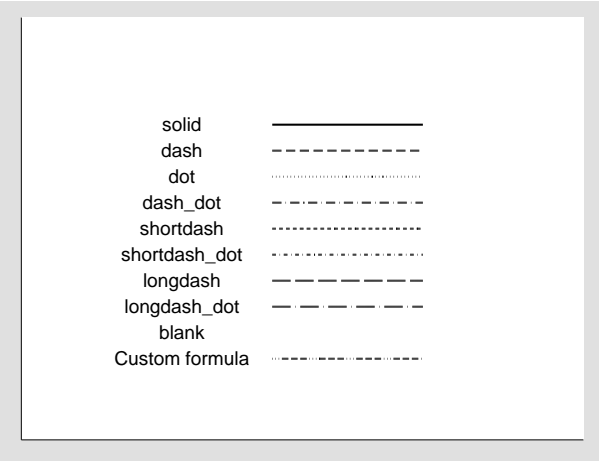 solid
dash
dot
dash_dot
shortdash
shortdash_dot
longdash
longdash_dot
blank
Custom formula